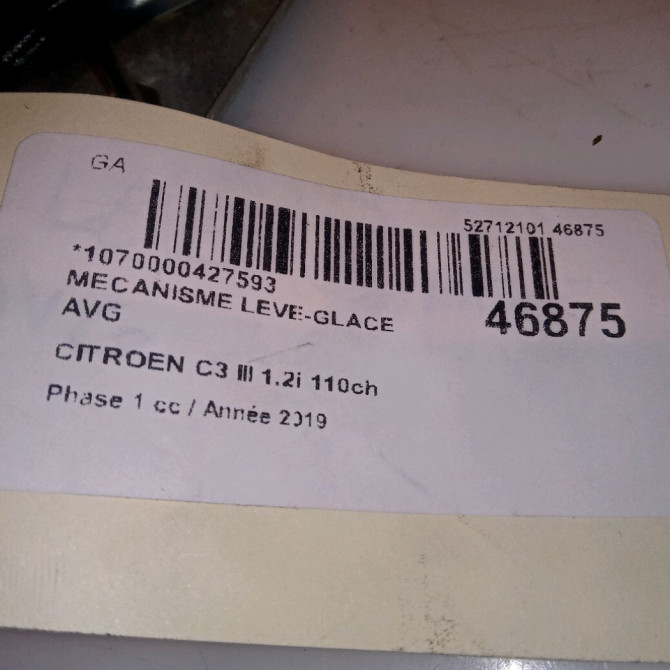 GA
52712101 46875
*1070000427593
46875
MECANISME LEVE-GLACE
AVG
CITROEN C3 III 1.2i 110ch
Phase 1 cc / Année 2019